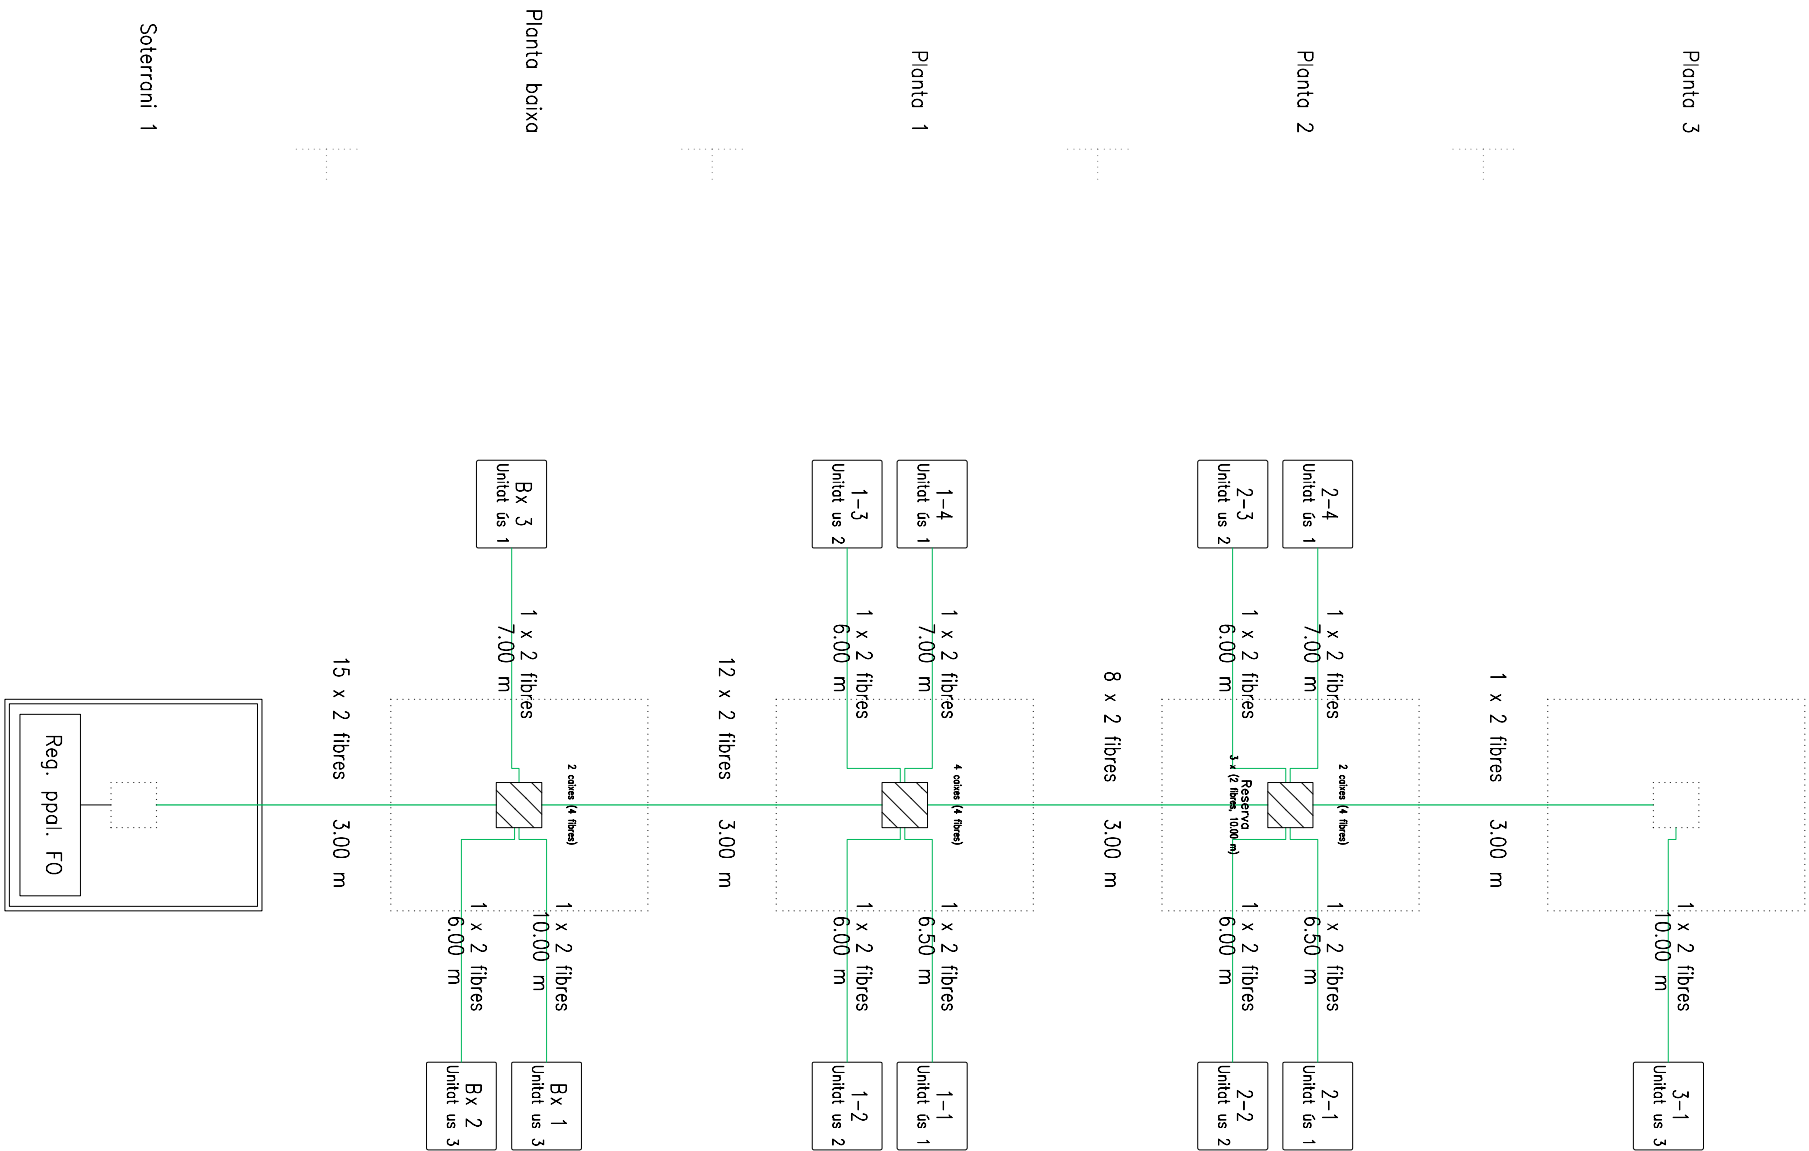 Planta 3
1 x 2 fibres
10.00 m
3-1
Unitat us 3
1 x 2 fibres 3.00 m
Planta 2
2-4
Unitat ús 1
1 x 2 fibres
7.00 m
2 caixes (4 fibres)
1 x 2 fibres
6.50 m
2-1
Unitat ús 1
2-3
Unitat us 2
1 x 2 fibres
6.00 m
Reserva
3 x (2 fibres, 10.00 m)
1 x 2 fibres
6.00 m
2-2
Unitat us 2
8 x 2 fibres 3.00 m
Planta 1
1-4
Unitat ús 1
1 x 2 fibres
7.00 m
4 caixes (4 fibres)
1 x 2 fibres
6.50 m
1-1
Unitat ús 1
1-3
Unitat us 2
1 x 2 fibres
6.00 m
1 x 2 fibres
6.00 m
1-2
Unitat us 2
12 x 2 fibres 3.00 m
Planta baixa
Bx 3
Unitat ús 1
1 x 2 fibres
7.00 m
2 caixes (4 fibres)
1 x 2 fibres
10.00 m
Bx 1
Unitat us 3
1 x 2 fibres
6.00 m
Bx 2
Unitat us 3
15 x 2 fibres 3.00 m
Soterrani 1
Reg. ppal. FO